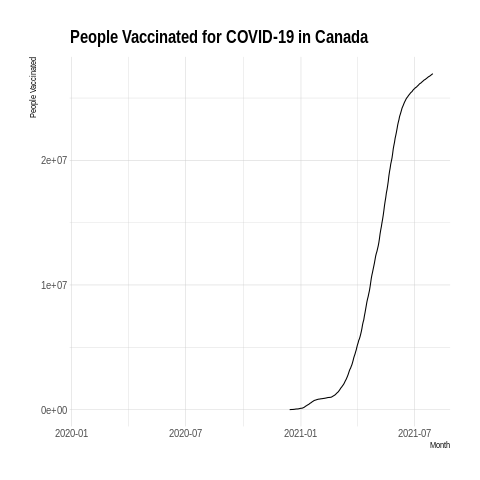 People Vaccinated for COVID-19 in Canada
People Vaccinated
2e+07
1e+07
0e+00
2020-01 2020-07 2021-01 2021-07
Month